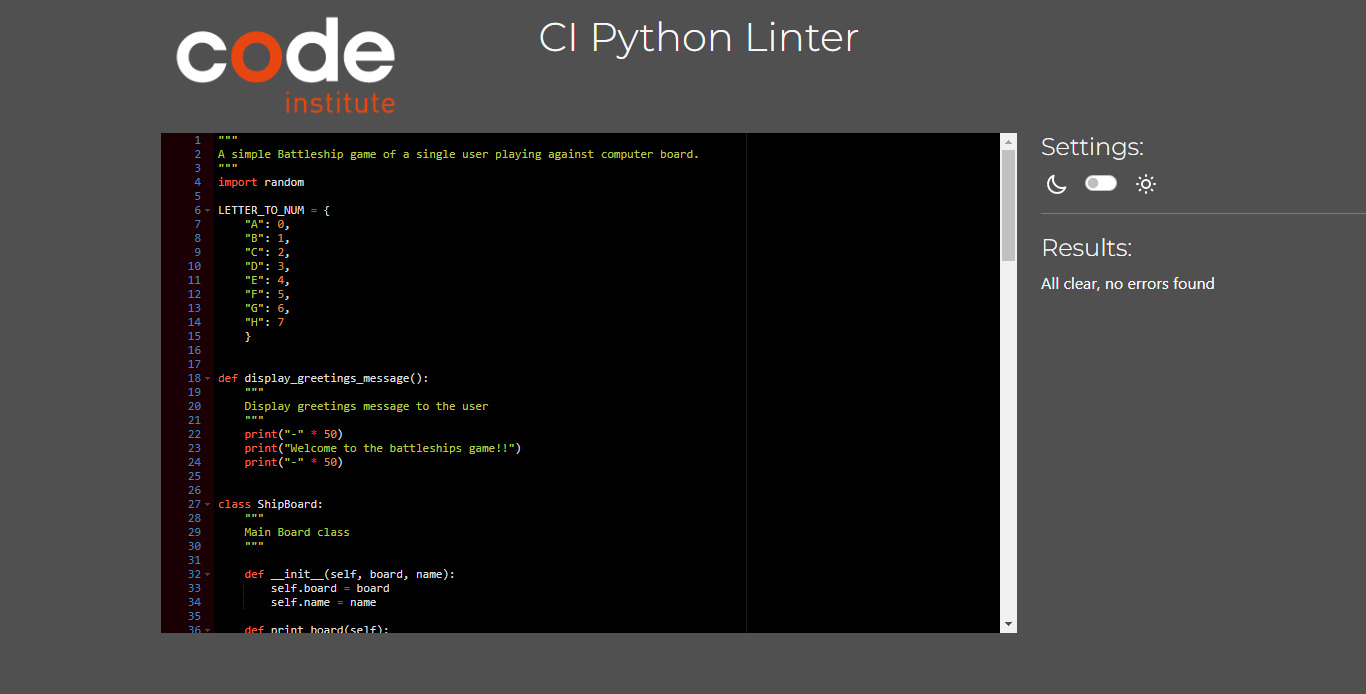 code
institute
CI Python Linter
1 """
2 A simple Battleship game of a single user playing against computer board.
3 """
4 import random
5
6 LETTER_TO_NUM = {
7     "A": 0,
8     "B": 1,
9     "C": 2,
10     "D": 3,
11     "E": 4,
12     "F": 5,
13     "G": 6,
14     "H": 7
15     }
16
17
18 def display_greetings_message():
19     """
20     Display greetings message to the user
21     """
22     print("-" * 50)
23     print("Welcome to the battleships game!!")
24     print("-" * 50)
25
26
27 class ShipBoard:
28     """
29     Main Board class
30     """
31
32     def __init__(self, board, name):
33         self.board = board
34         self.name = name
35
36     def print_board(self):
Settings:
Results:
All clear, no errors found